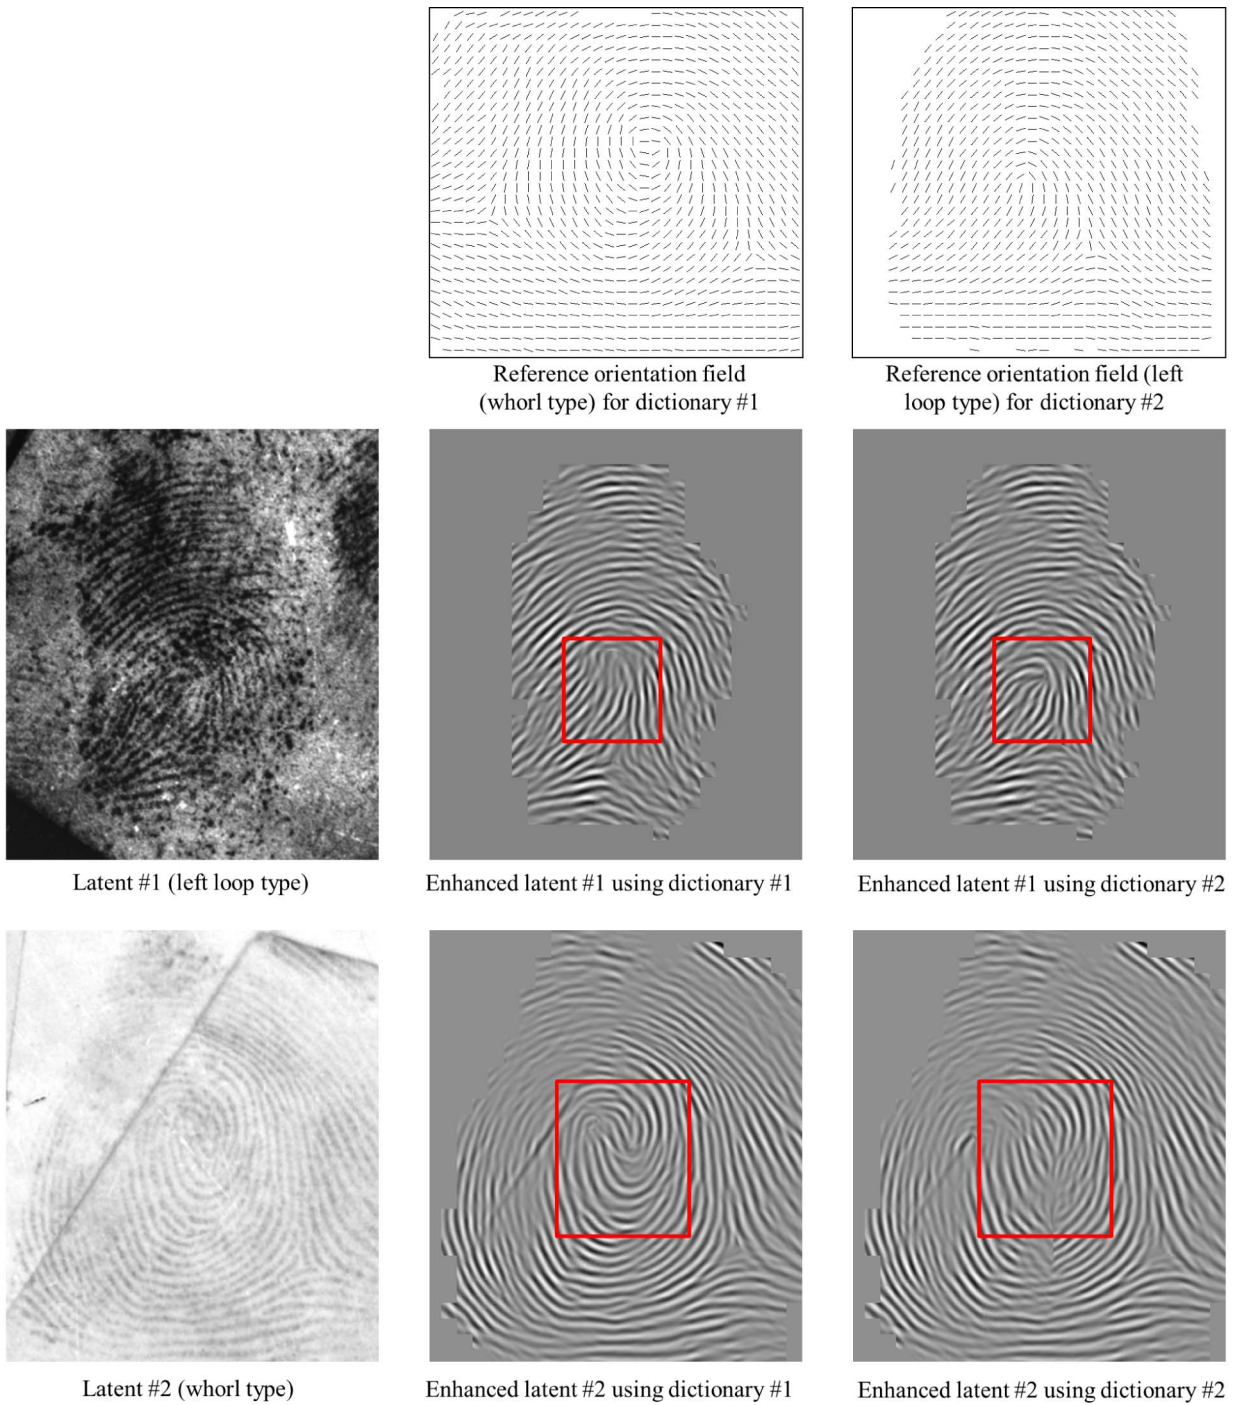 Reference orientation field
(whorl type) for dictionary #1
Reference orientation field (left
loop type) for dictionary #2
Latent #1 (left loop type)
Enhanced latent #1 using dictionary #1
Enhanced latent #1 using dictionary #2
Latent #2 (whorl type)
Enhanced latent #2 using dictionary #1
Enhanced latent #2 using dictionary #2